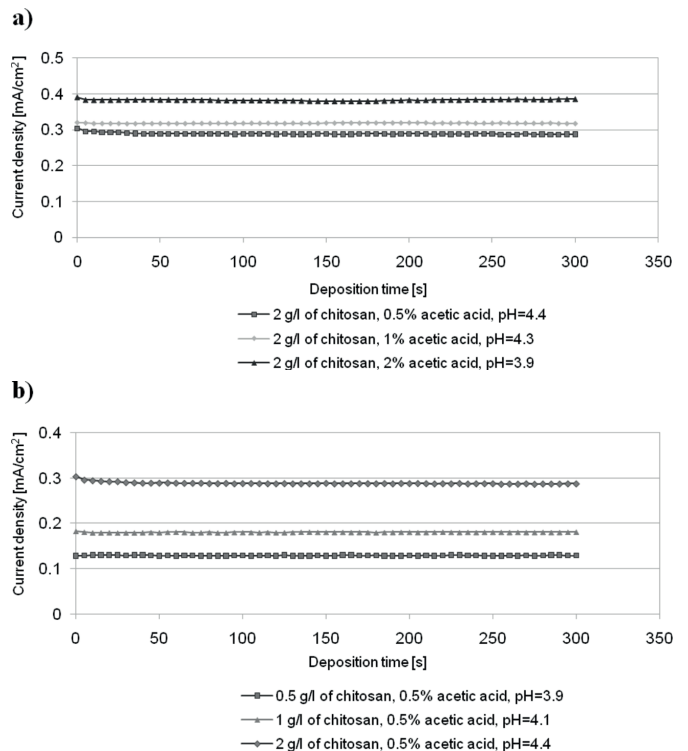 a)
0.5
0.4
0.3
0.2
0.1
0
Current density [mA/cm²]
0 50 100 150 200 250 300 350
Deposition time [s]
2 g/l of chitosan, 0.5% acetic acid, pH=4.4
2 g/l of chitosan, 1% acetic acid, pH=4.3
2 g/l of chitosan, 2% acetic acid, pH=3.9
b)
0.4
0.3
0.2
0.1
0
Current density [mA/cm²]
0 50 100 150 200 250 300 350
Deposition time [s]
0.5 g/l of chitosan, 0.5% acetic acid, pH=3.9
1 g/l of chitosan, 0.5% acetic acid, pH=4.1
2 g/l of chitosan, 0.5% acetic acid, pH=4.4